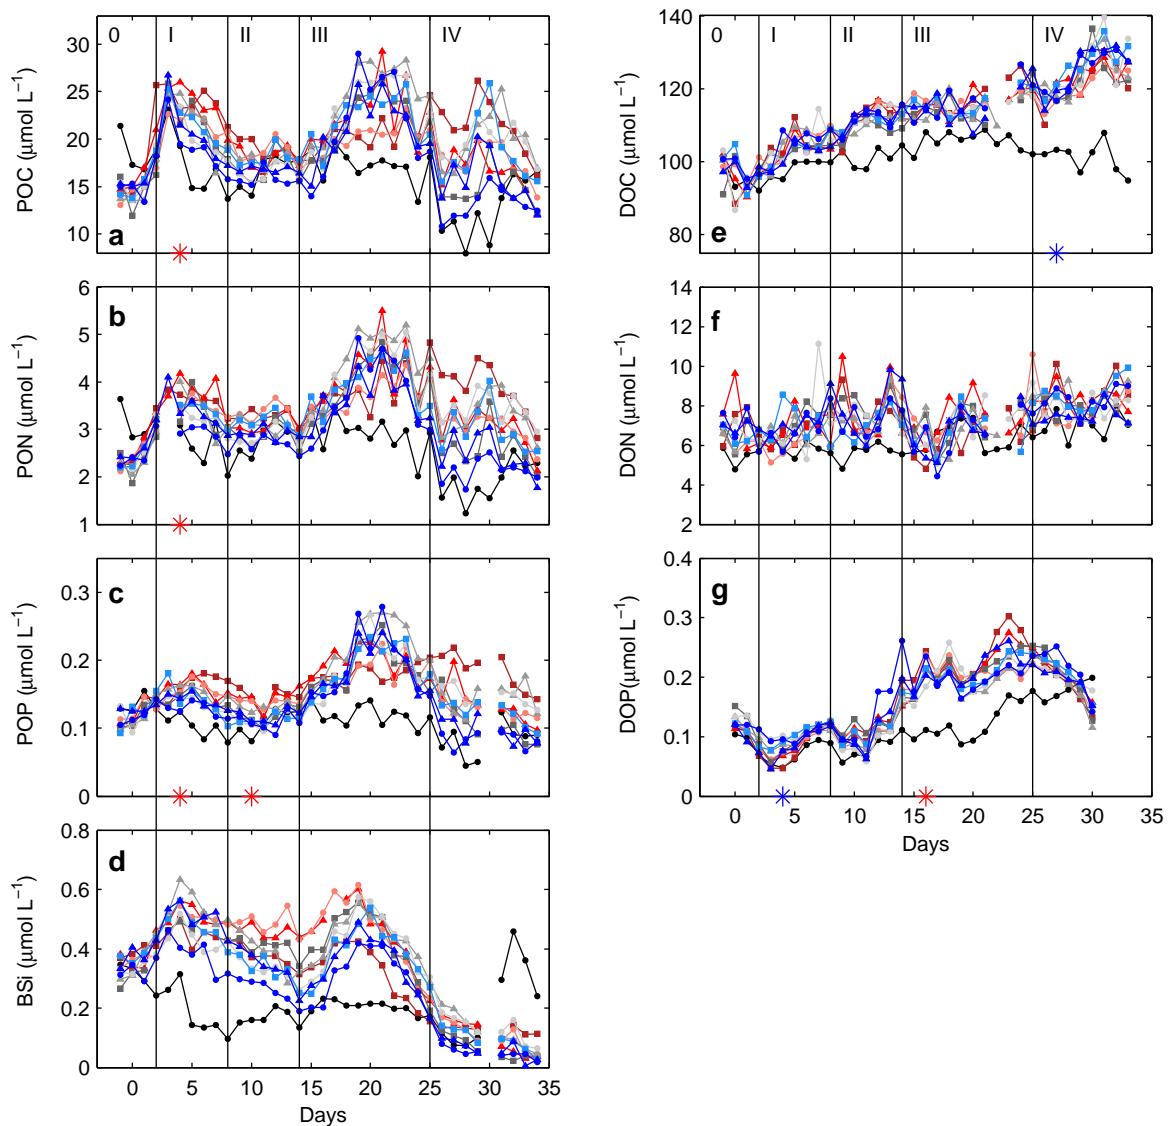 0 I II III IV
30
25
20
15
10
POC (μmol L⁻¹)
a
6
5
4
3
2
1
PON (μmol L⁻¹)
b
0.3
0.2
0.1
0
POP (μmol L⁻¹)
c
0.8
0.6
0.4
0.2
0
BSi (μmol L⁻¹)
d
0 5 10 15 20 25 30 35
Days
0 I II III IV
140
120
100
80
DOC (μmol L⁻¹)
e
14
12
10
8
6
4
2
DON (μmol L⁻¹)
f
0.4
0.3
0.2
0.1
0
DOP (μmol L⁻¹)
g
0 5 10 15 20 25 30 35
Days